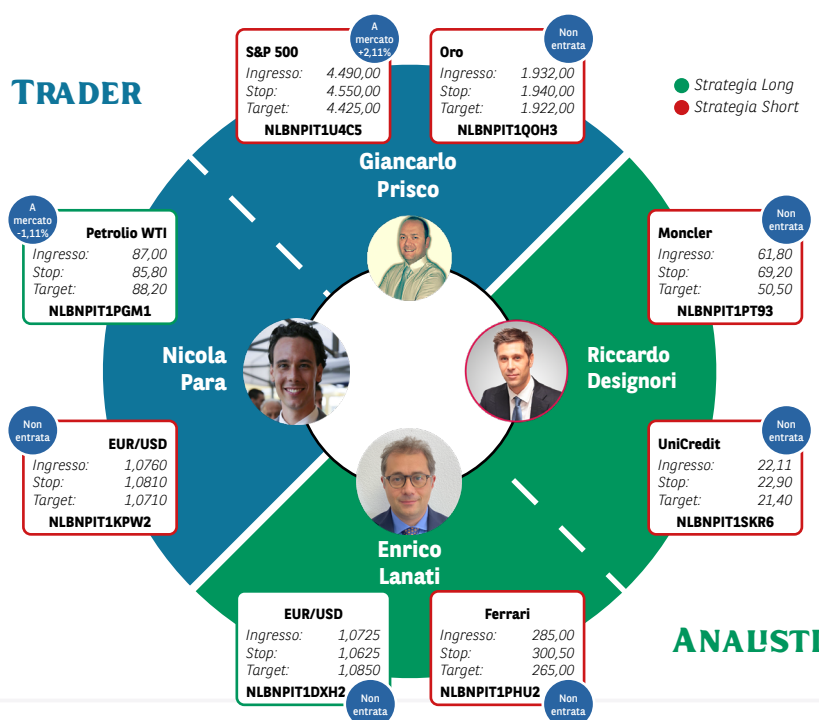 TRADER
S&P 500
A
mercato
+2,11%
Ingresso: 4.490,00
Stop: 4.550,00
Target: 4.425,00
NLBNPIT1U4C5
Oro
Non
entrata
Ingresso: 1.932,00
Stop: 1.940,00
Target: 1.922,00
NLBNPIT1QOH3
Strategia Long
Strategia Short
Giancarlo
Prisco
A
mercato
-1,11%
Petrolio WTI
Ingresso: 87,00
Stop: 85,80
Target: 88,20
NLBNPIT1PGM1
Moncler
Non
entrata
Ingresso: 61,80
Stop: 69,20
Target: 50,50
NLBNPIT1PT93
Nicola
Para
Riccardo
Designori
Non
entrata
EUR/USD
Ingresso: 1,0760
Stop: 1,0810
Target: 1,0710
NLBNPIT1KPW2
UniCredit
Non
entrata
Ingresso: 22,11
Stop: 22,90
Target: 21,40
NLBNPIT1SKR6
Enrico
Lanati
EUR/USD
Ingresso: 1,0725
Stop: 1,0625
Target: 1,0850
NLBNPIT1DXH2
Non
entrata
Ferrari
Ingresso: 285,00
Stop: 300,50
Target: 265,00
NLBNPIT1PHU2
Non
entrata
ANALISTI